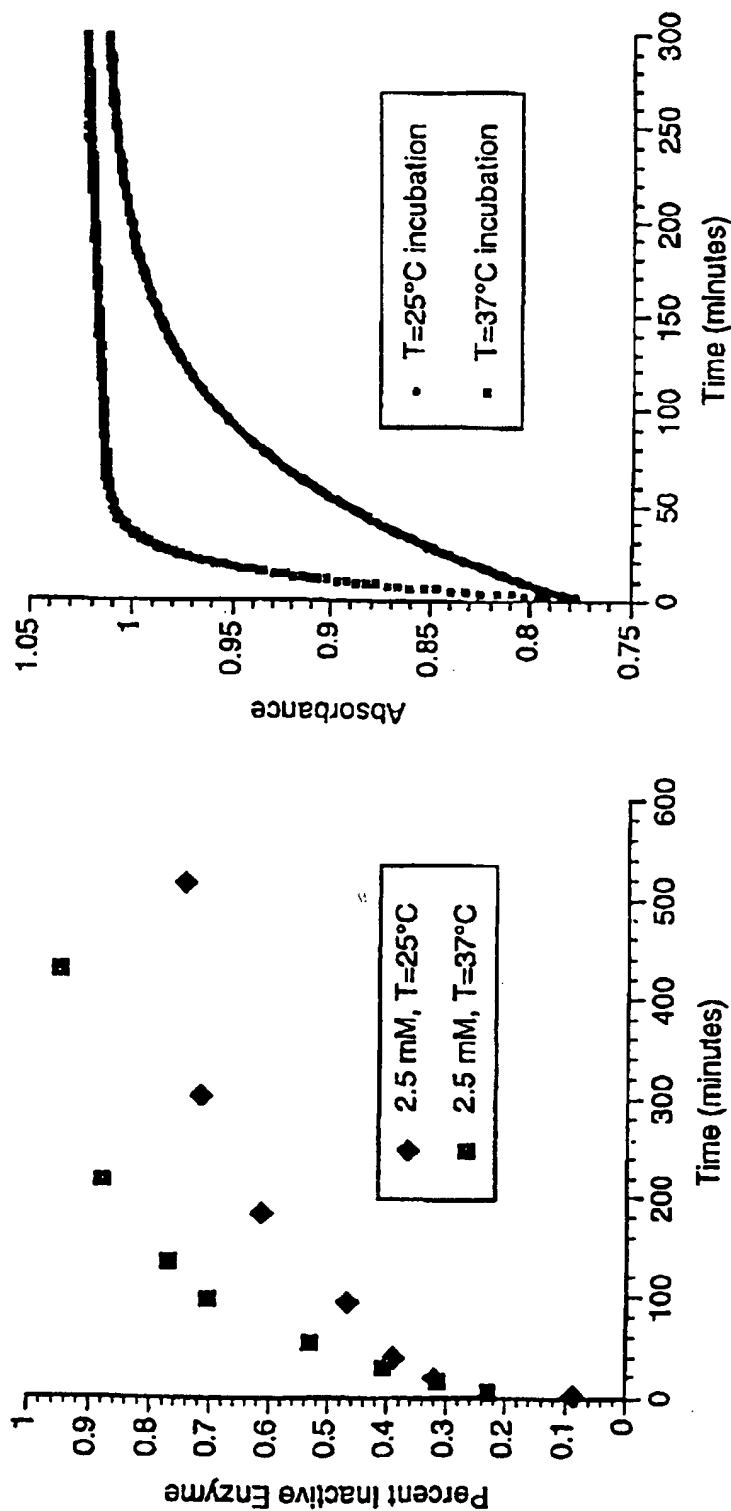 Percent Inactive Enzyme
1
0.9
0.8
0.7
0.6
0.5
0.4
0.3
0.2
0.1
0
0 100 200 300 400 500 600
Time (minutes)
2.5 mM, T=25°C
2.5 mM, T=37°C
Absorbance
1.05
1
0.95
0.9
0.85
0.8
0.75
0 50 100 150 200 250 300
Time (minutes)
T=25°C incubation
T=37°C incubation